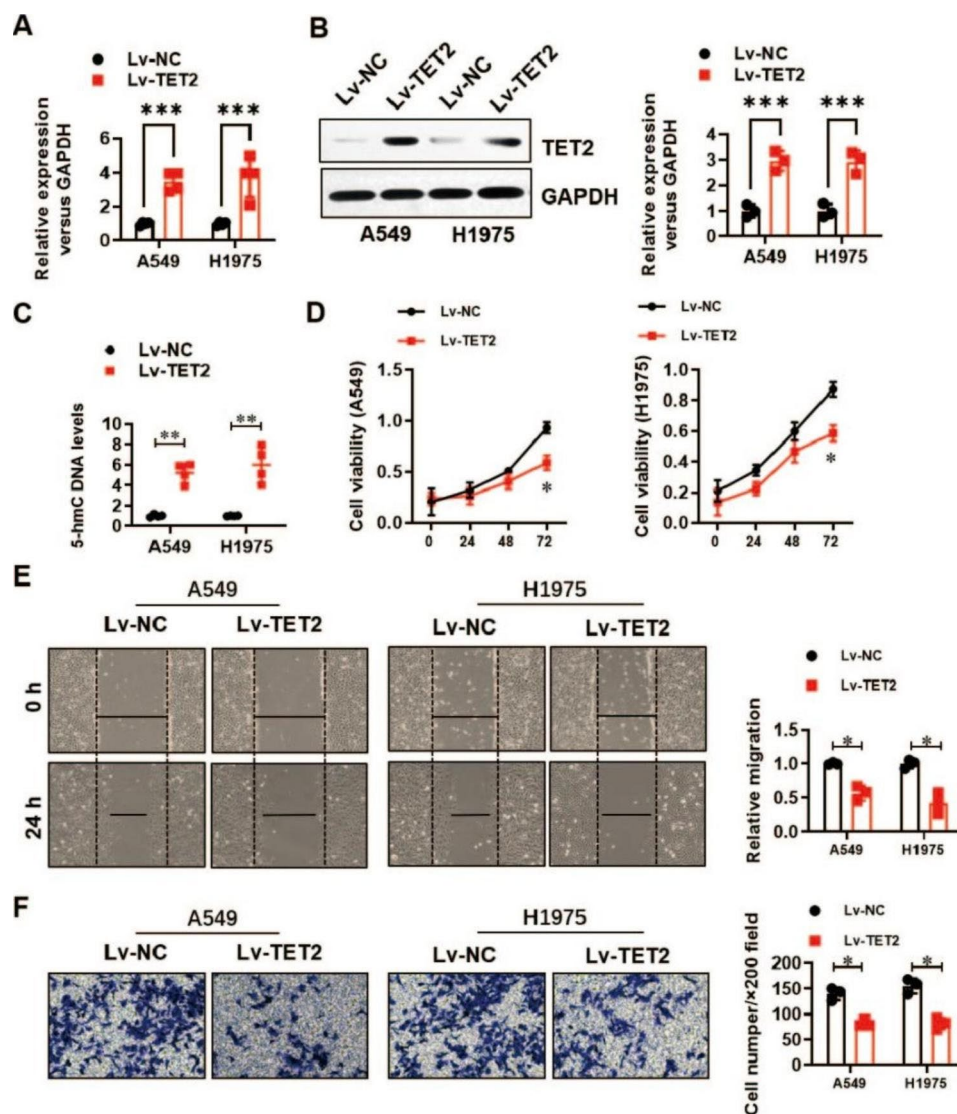 A
Lv-NC
Lv-TET2
Relative expression
versus GAPDH
***
***
6
4
2
0
A549
H1975
B
Lv-NC
Lv-TET2
Lv-NC
Lv-TET2
TET2
GAPDH
A549
H1975
Lv-NC
Lv-TET2
Relative expression
versus GAPDH
***
***
4
3
2
1
0
A549
H1975
C
Lv-NC
Lv-TET2
5-hmC DNA levels
**
**
10
8
6
4
2
0
A549
H1975
D
Lv-NC
Lv-TET2
Cell viability (A549)
1.5
1.0
0.5
0.0
*
0 24 48 72
Lv-NC
Lv-TET2
Cell viability (H1975)
1.0
0.8
0.6
0.4
0.2
0.0
*
0 24 48 72
E
A549
H1975
Lv-NC
Lv-TET2
Lv-NC
Lv-TET2
0 h
24 h
Lv-NC
Lv-TET2
Relative migration
1.5
1.0
0.5
0.0
*
*
A549
H1975
F
A549
H1975
Lv-NC
Lv-TET2
Lv-NC
Lv-TET2
Lv-NC
Lv-TET2
Cell numper/×200 field
200
150
100
50
0
*
*
A549
H1975